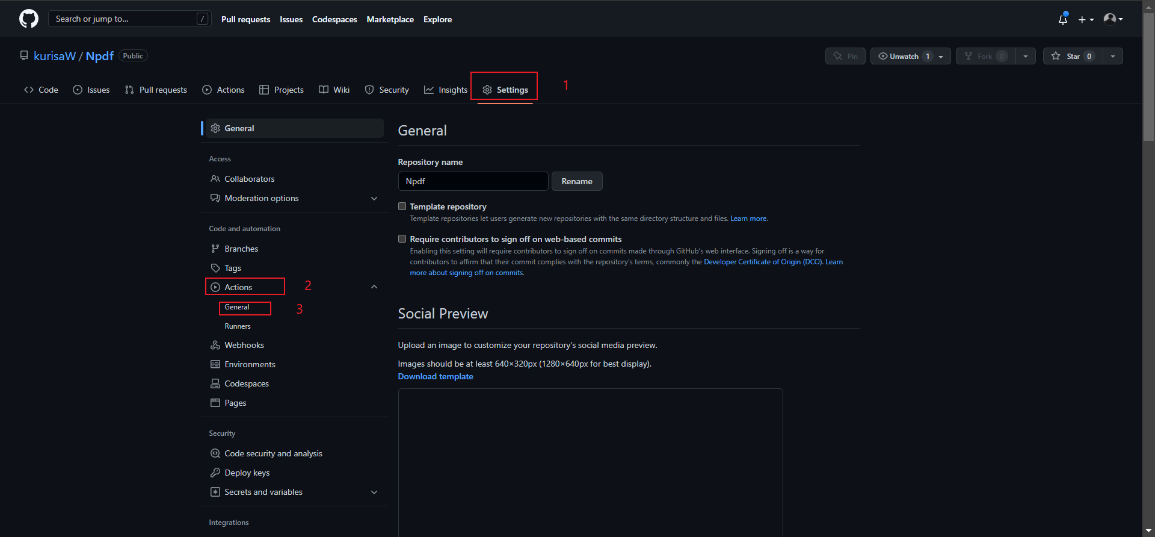 Search or jump to... /
Pull requests Issues Codespaces Marketplace Explore
kurisaW / Npdf Public
Pin Unwatch 1 Fork 0 Star 0
Code Issues Pull requests Actions Projects Wiki Security Insights Settings 1
General
Access
Collaborators
Moderation options
Code and automation
Branches
Tags
Actions 2
General 3
Runners
Webhooks
Environments
Codespaces
Pages
Security
Code security and analysis
Deploy keys
Secrets and variables
Integrations
General
Repository name
Npdf Rename
Template repository
Template repositories let users generate new repositories with the same directory structure and files. Learn more.
Require contributors to sign off on web-based commits
Enabling this setting will require contributors to sign off on commits made through GitHub's web interface. Signing off is a way for
contributors to affirm that their commit complies with the repository's terms, commonly the Developer Certificate of Origin (DCO). Learn
more about signing off on commits.
Social Preview
Upload an image to customize your repository's social media preview.
Images should be at least 640×320px (1280×640px for best display).
Download template